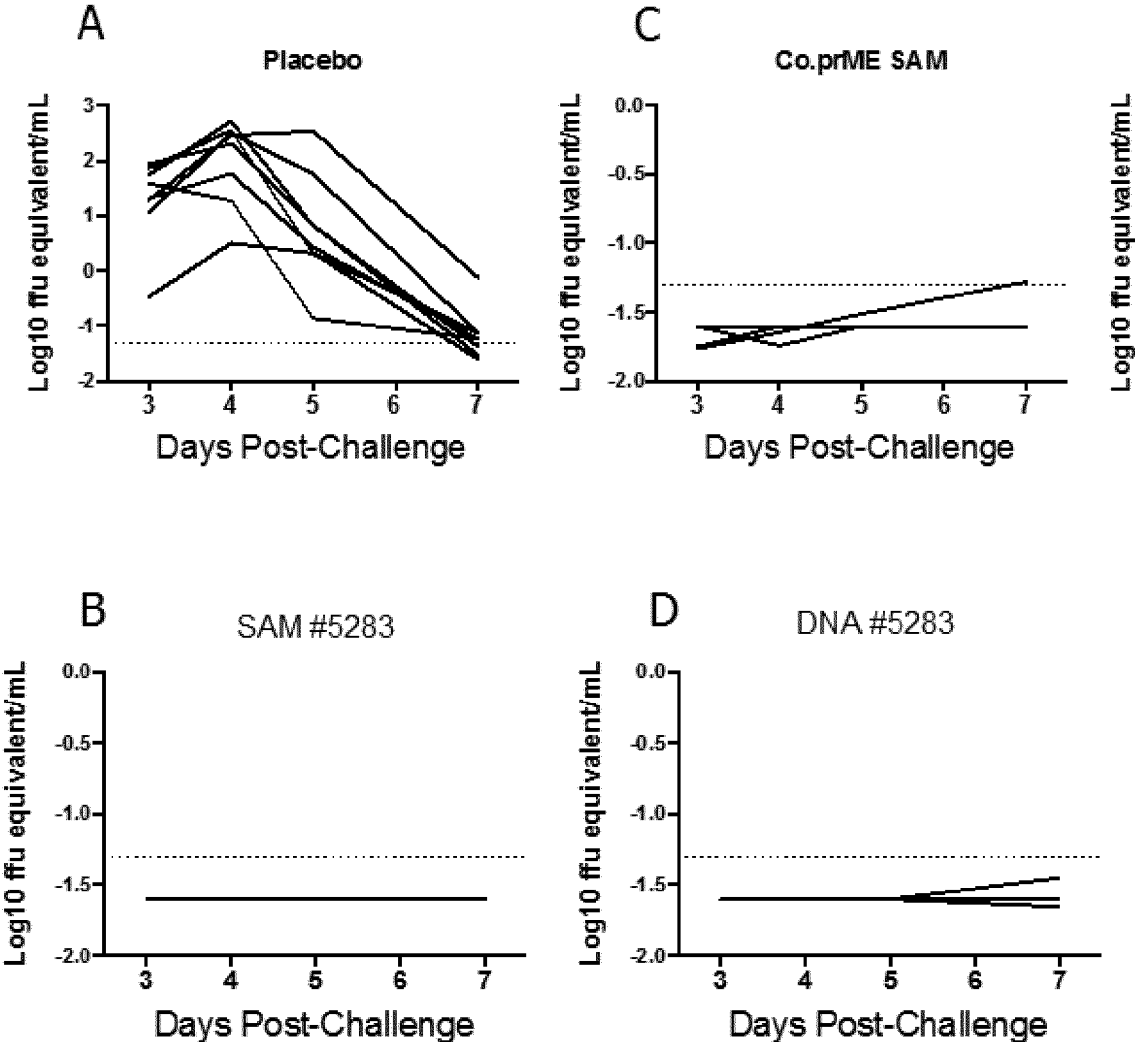 A
Placebo
Log10 ffu equivalent/mL
3
2
1
0
-1
-2
3 4 5 6 7
Days Post-Challenge
C
Co.prME SAM
Log10 ffu equivalent/mL
0.0
-0.5
-1.0
-1.5
-2.0
3 4 5 6 7
Days Post-Challenge
Log10 ffu equivalent/mL
B
SAM #5283
Log10 ffu equivalent/mL
0.0
-0.5
-1.0
-1.5
-2.0
3 4 5 6 7
Days Post-Challenge
D
DNA #5283
Log10 ffu equivalent/mL
0.0
-0.5
-1.0
-1.5
-2.0
3 4 5 6 7
Days Post-Challenge